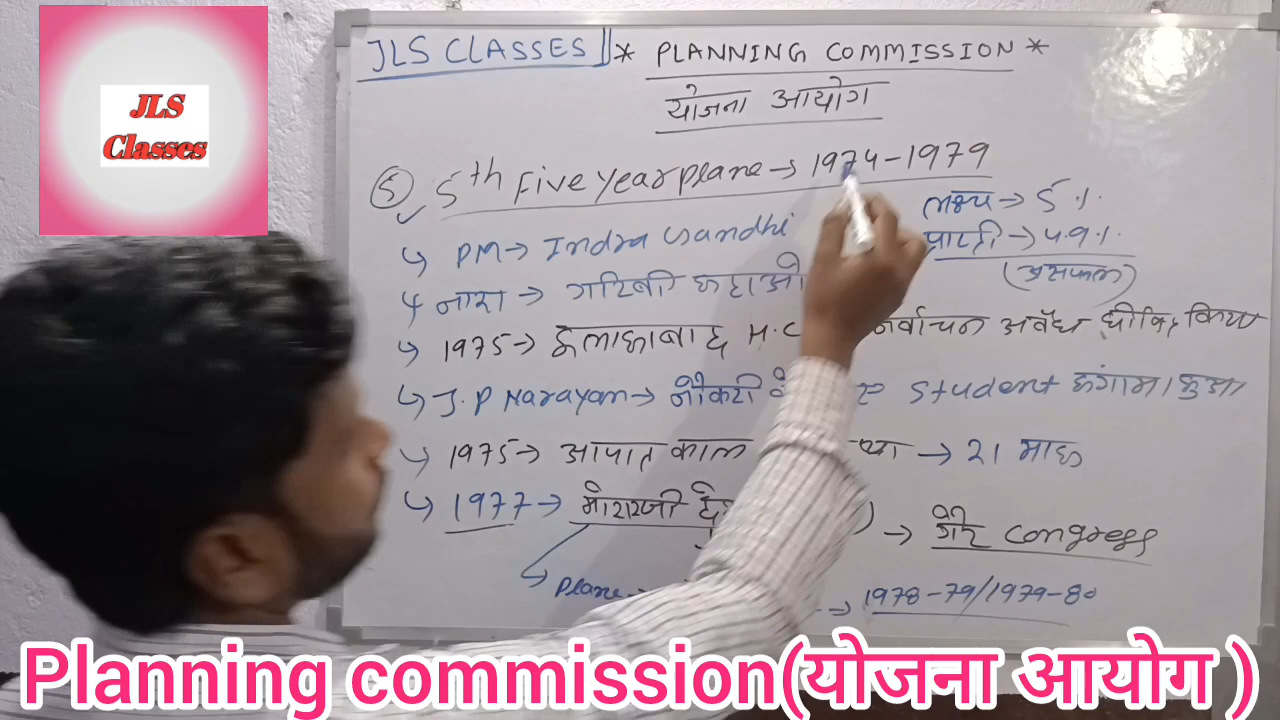 JLS
Classes
JLS CLASSES || * PLANNING COMMISSION *
योजना आयोग
⑤ 5th Five Year plane → 1974-1979
लक्ष्य → 5%.
प्राप्ती → 4.9%.
(असफल)
↳ PM → Indra Gandhi
↳ नारा → गरिबी हटाओ
↳ 1975 → इलाहाबाद H.C निर्वाचन अवैध घोषित किया
↳ J.P Narayan → नौकरी Student हंगामा हुआ
↳ 1975 → आपात काल → 21 माह
↳ 1977 → मोरारजी → गैर Congress
↳ Plane → → 1978-79/1979-80
Planning commission(योजना आयोग )